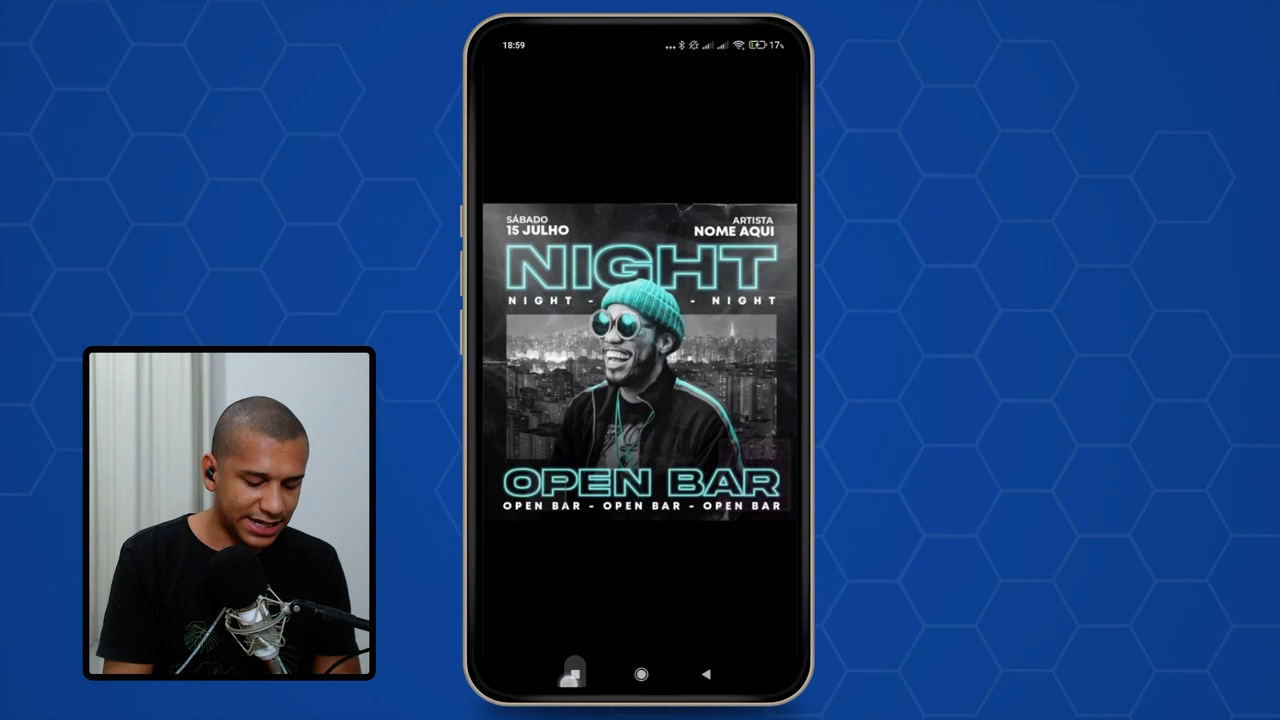 18:59
17%
SÁBADO
15 JULHO
ARTISTA
NOME AQUI
NIGHT
NIGHT - - NIGHT
OPEN BAR
OPEN BAR - OPEN BAR - OPEN BAR